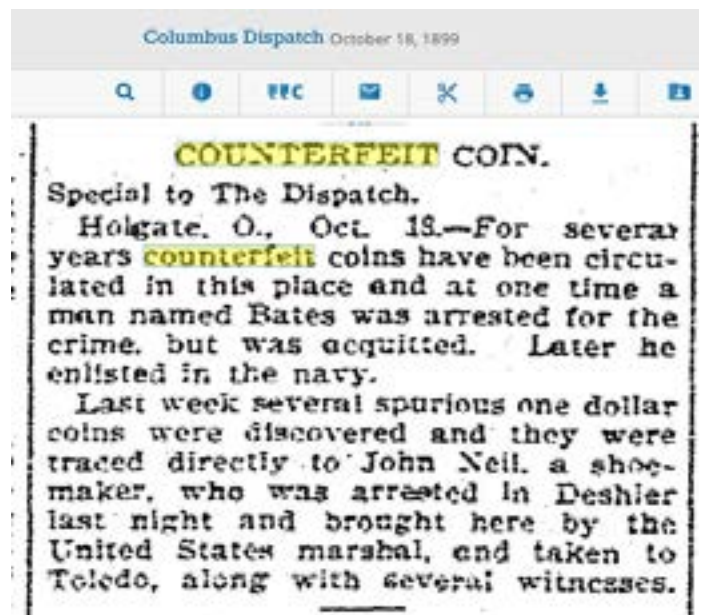 Columbus Dispatch October 18, 1899
COUNTERFEIT COIN.
Special to The Dispatch.
Holgate, O., Oct. 18.—For several
years counterfeit coins have been circu-
lated in this place and at one time a
man named Bates was arrested for the
crime, but was acquitted. Later he
enlisted in the navy.
Last week several spurious one dollar
coins were discovered and they were
traced directly to John Neil, a shoe-
maker, who was arrested in Deshler
last night and brought here by the
United States marshal, and taken to
Toledo, along with several witnesses.